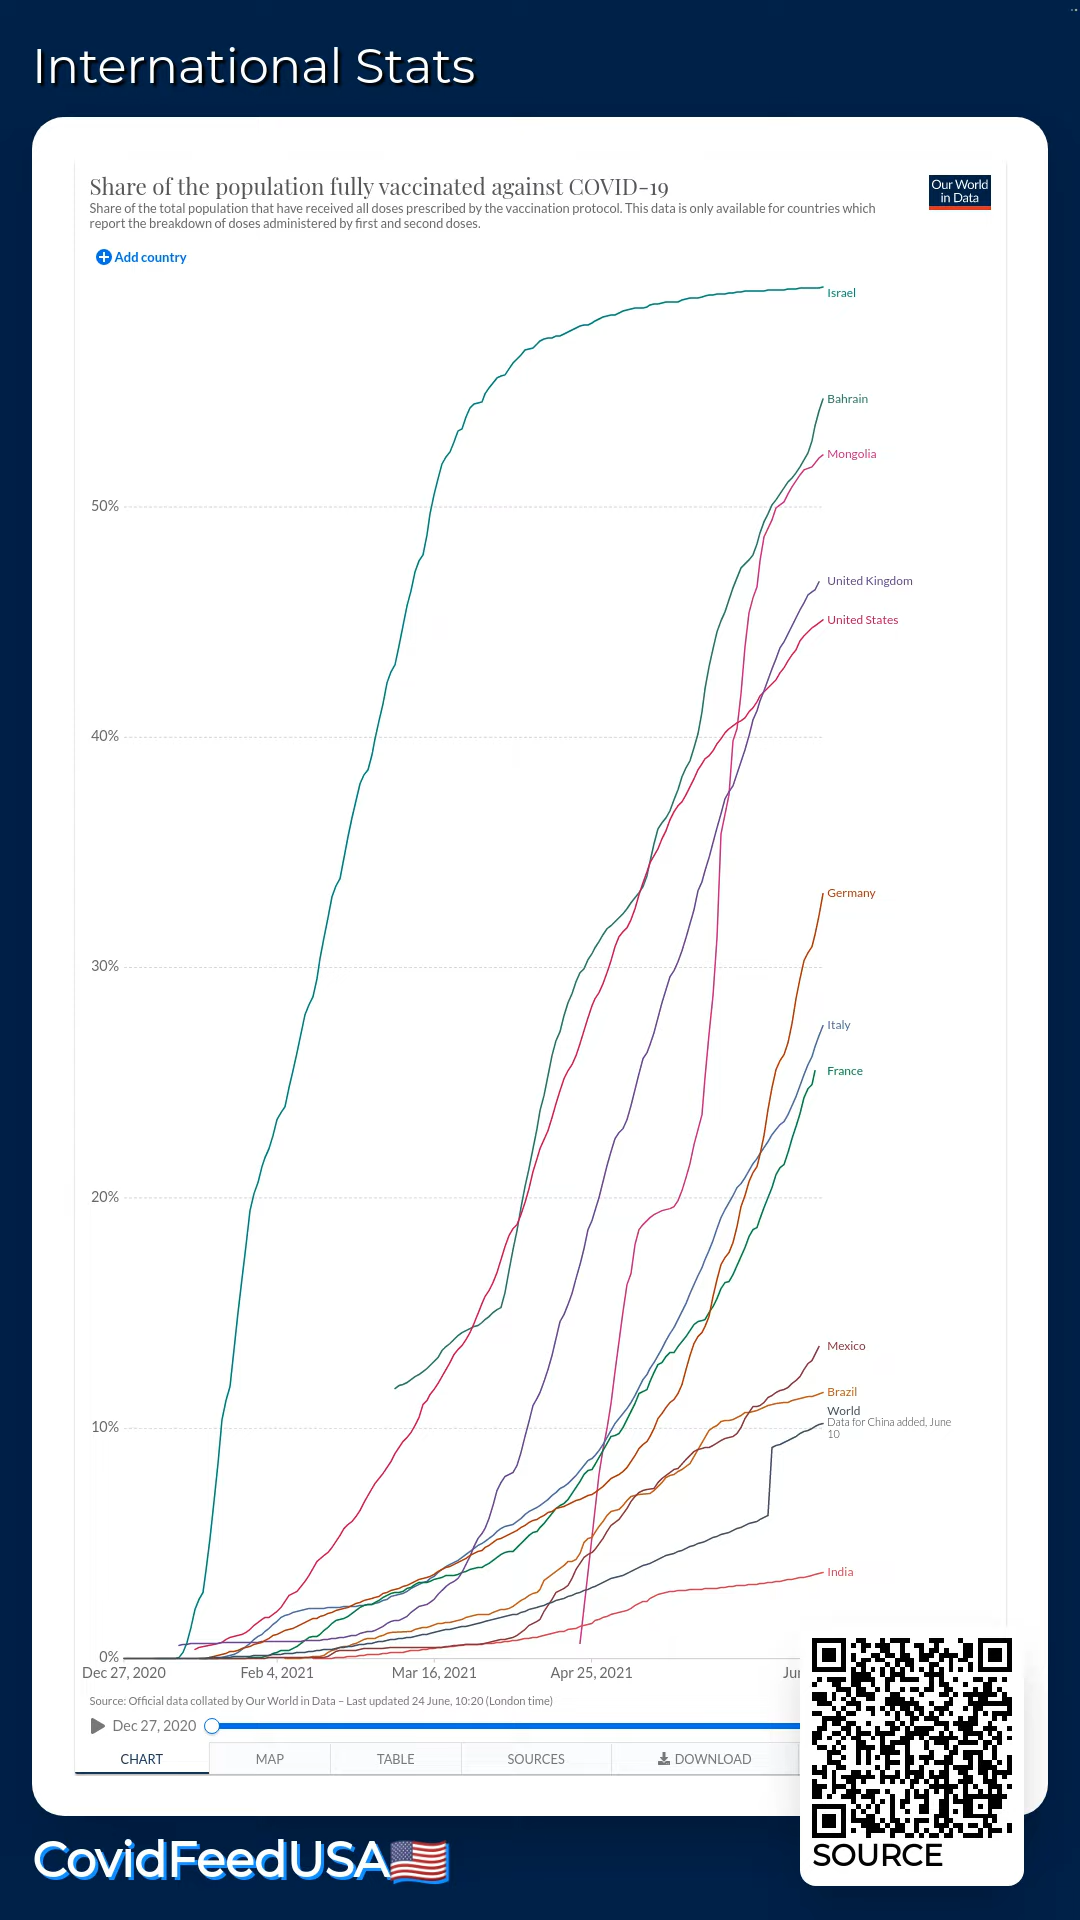 International Stats
Share of the population fully vaccinated against COVID-19
Share of the total population that have received all doses prescribed by the vaccination protocol. This data is only available for countries which
report the breakdown of doses administered by first and second doses.
Our World
in Data
Add country
Israel
Bahrain
Mongolia
50%
United Kingdom
United States
40%
Germany
30%
Italy
France
20%
Mexico
Brazil
World
Data for China added, June
10
10%
India
0%
Dec 27, 2020
Feb 4, 2021
Mar 16, 2021
Apr 25, 2021
Source: Official data collated by Our World in Data – Last updated 24 June, 10:20 (London time)
Dec 27, 2020
CHART
MAP
TABLE
SOURCES
DOWNLOAD
SOURCE
CovidFeedUSA